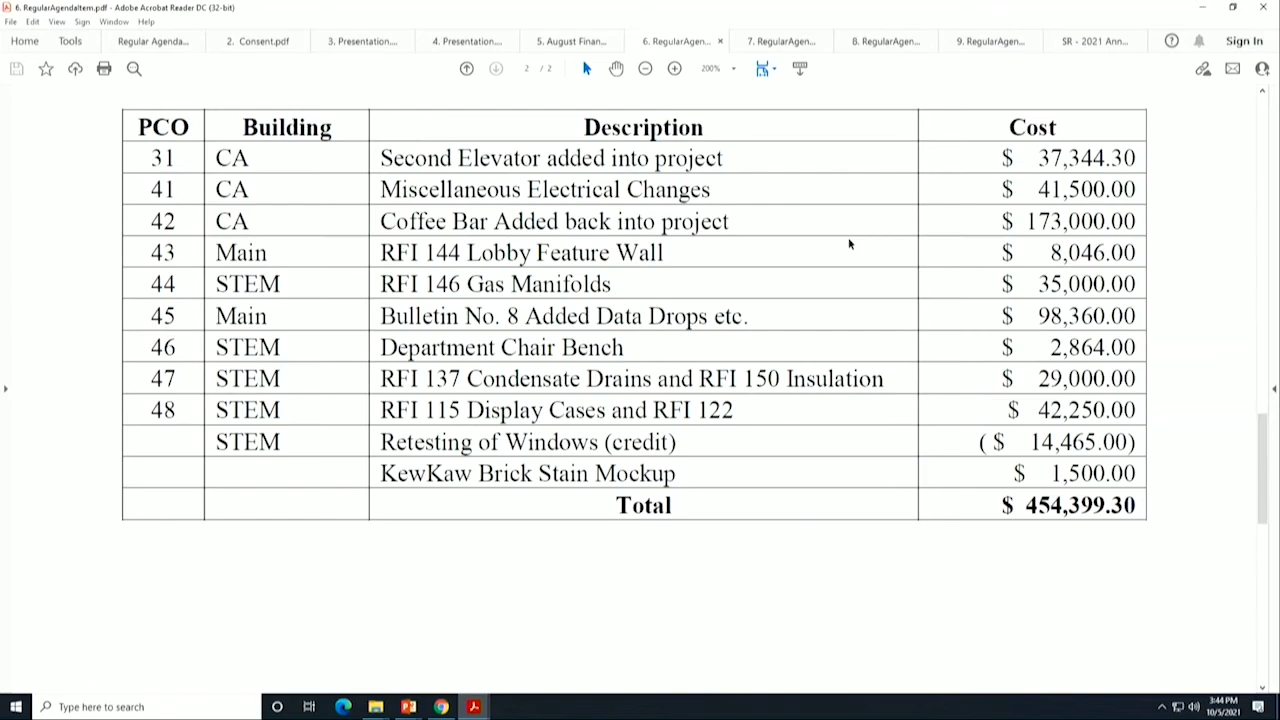 6. RegularAgendaItem.pdf - Adobe Acrobat Reader DC (32-bit)
File Edit View Sign Window Help
Home Tools Regular Agenda... 2. Consent.pdf 3. Presentation.... 4. Presentation.... 5. August Finan... 6. RegularAgen... × 7. RegularAgen... 8. RegularAgen... 9. RegularAgen... SR - 2021 Ann... Sign In
2 / 2 200%
PCO Building Description Cost
31 CA Second Elevator added into project $ 37,344.30
41 CA Miscellaneous Electrical Changes $ 41,500.00
42 CA Coffee Bar Added back into project $ 173,000.00
43 Main RFI 144 Lobby Feature Wall $ 8,046.00
44 STEM RFI 146 Gas Manifolds $ 35,000.00
45 Main Bulletin No. 8 Added Data Drops etc. $ 98,360.00
46 STEM Department Chair Bench $ 2,864.00
47 STEM RFI 137 Condensate Drains and RFI 150 Insulation $ 29,000.00
48 STEM RFI 115 Display Cases and RFI 122 $ 42,250.00
STEM Retesting of Windows (credit) ( $ 14,465.00)
KewKaw Brick Stain Mockup $ 1,500.00
Total $ 454,399.30
Type here to search
3:44 PM
10/5/2021